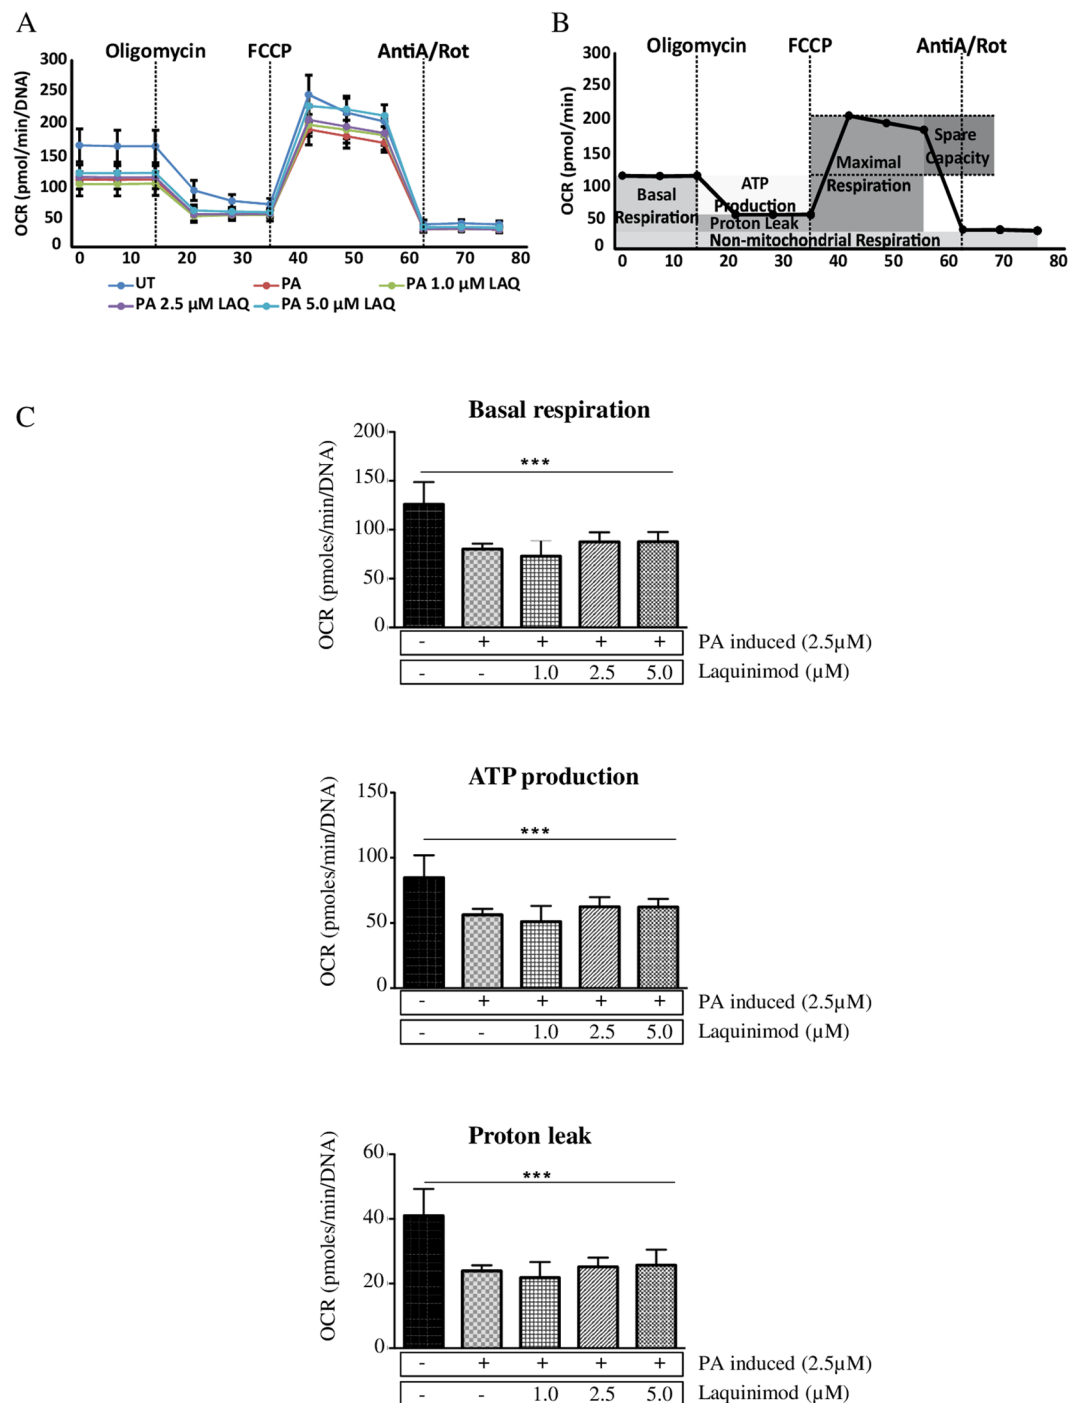 A
Oligomycin FCCP AntiA/Rot
OCR (pmol/min/DNA)
300
250
200
150
100
50
0
0 10 20 30 40 50 60 70 80
UT PA PA 1.0 µM LAQ
PA 2.5 µM LAQ PA 5.0 µM LAQ
B
Oligomycin FCCP AntiA/Rot
OCR (pmol/min)
300
250
200
150
100
50
0
Spare
Capacity
Maximal
Respiration
ATP
Production
Basal
Respiration
Proton Leak
Non-mitochondrial Respiration
0 10 20 30 40 50 60 70 80
C
Basal respiration
OCR (pmoles/min/DNA)
200
150
100
50
0
***
- + + + + PA induced (2.5µM)
- - 1.0 2.5 5.0 Laquinimod (µM)
ATP production
OCR (pmoles/min/DNA)
150
100
50
0
***
- + + + + PA induced (2.5µM)
- - 1.0 2.5 5.0 Laquinimod (µM)
Proton leak
OCR (pmoles/min/DNA)
60
40
20
0
***
- + + + + PA induced (2.5µM)
- - 1.0 2.5 5.0 Laquinimod (µM)